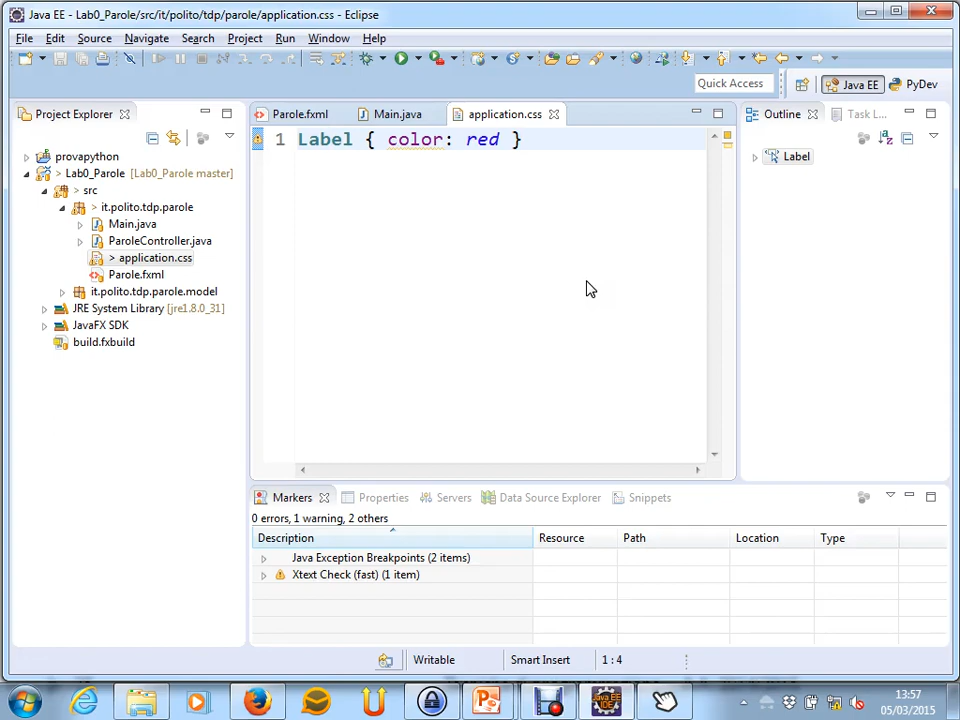 Java EE - Lab0_Parole/src/it/polito/tdp/parole/application.css - Eclipse
File Edit Source Navigate Search Project Run Window Help
Quick Access Java EE PyDev
Project Explorer Parole.fxml Main.java application.css Outline Task L...
1 Label { color: red }
Label
provapython
> Lab0_Parole [Lab0_Parole master]
> src
> it.polito.tdp.parole
Main.java
ParoleController.java
> application.css
Parole.fxml
it.polito.tdp.parole.model
JRE System Library [jre1.8.0_31]
JavaFX SDK
build.fxbuild
Markers Properties Servers Data Source Explorer Snippets
0 errors, 1 warning, 2 others
Description Resource Path Location Type
Java Exception Breakpoints (2 items)
Xtext Check (fast) (1 item)
Writable Smart Insert 1 : 4
13:57
05/03/2015